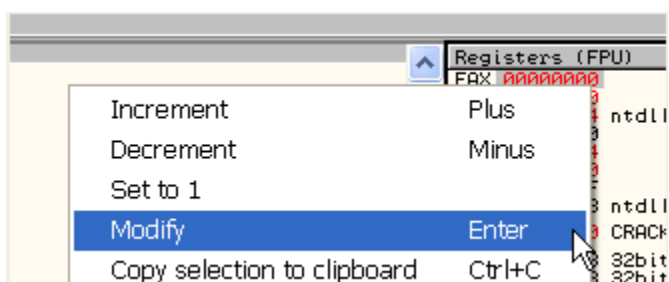 Registers (FPU)
EAX 00000000
Increment Plus
ntdll
Decrement Minus
Set to 1
ntdll
Modify Enter
CRACK
32bit
Copy selection to clipboard Ctrl+C
32bit